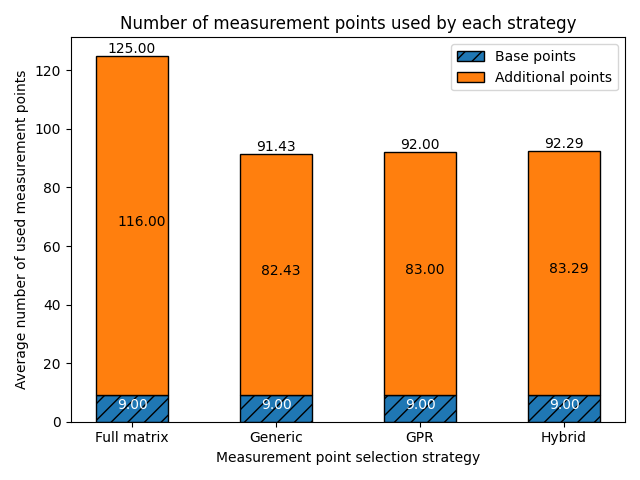 Number of measurement points used by each strategy
Average number of used measurement points
120
100
80
60
40
20
0
Base points
Additional points
125.00
91.43
92.00
92.29
116.00
82.43
83.00
83.29
9.00
9.00
9.00
9.00
Full matrix
Generic
GPR
Hybrid
Measurement point selection strategy